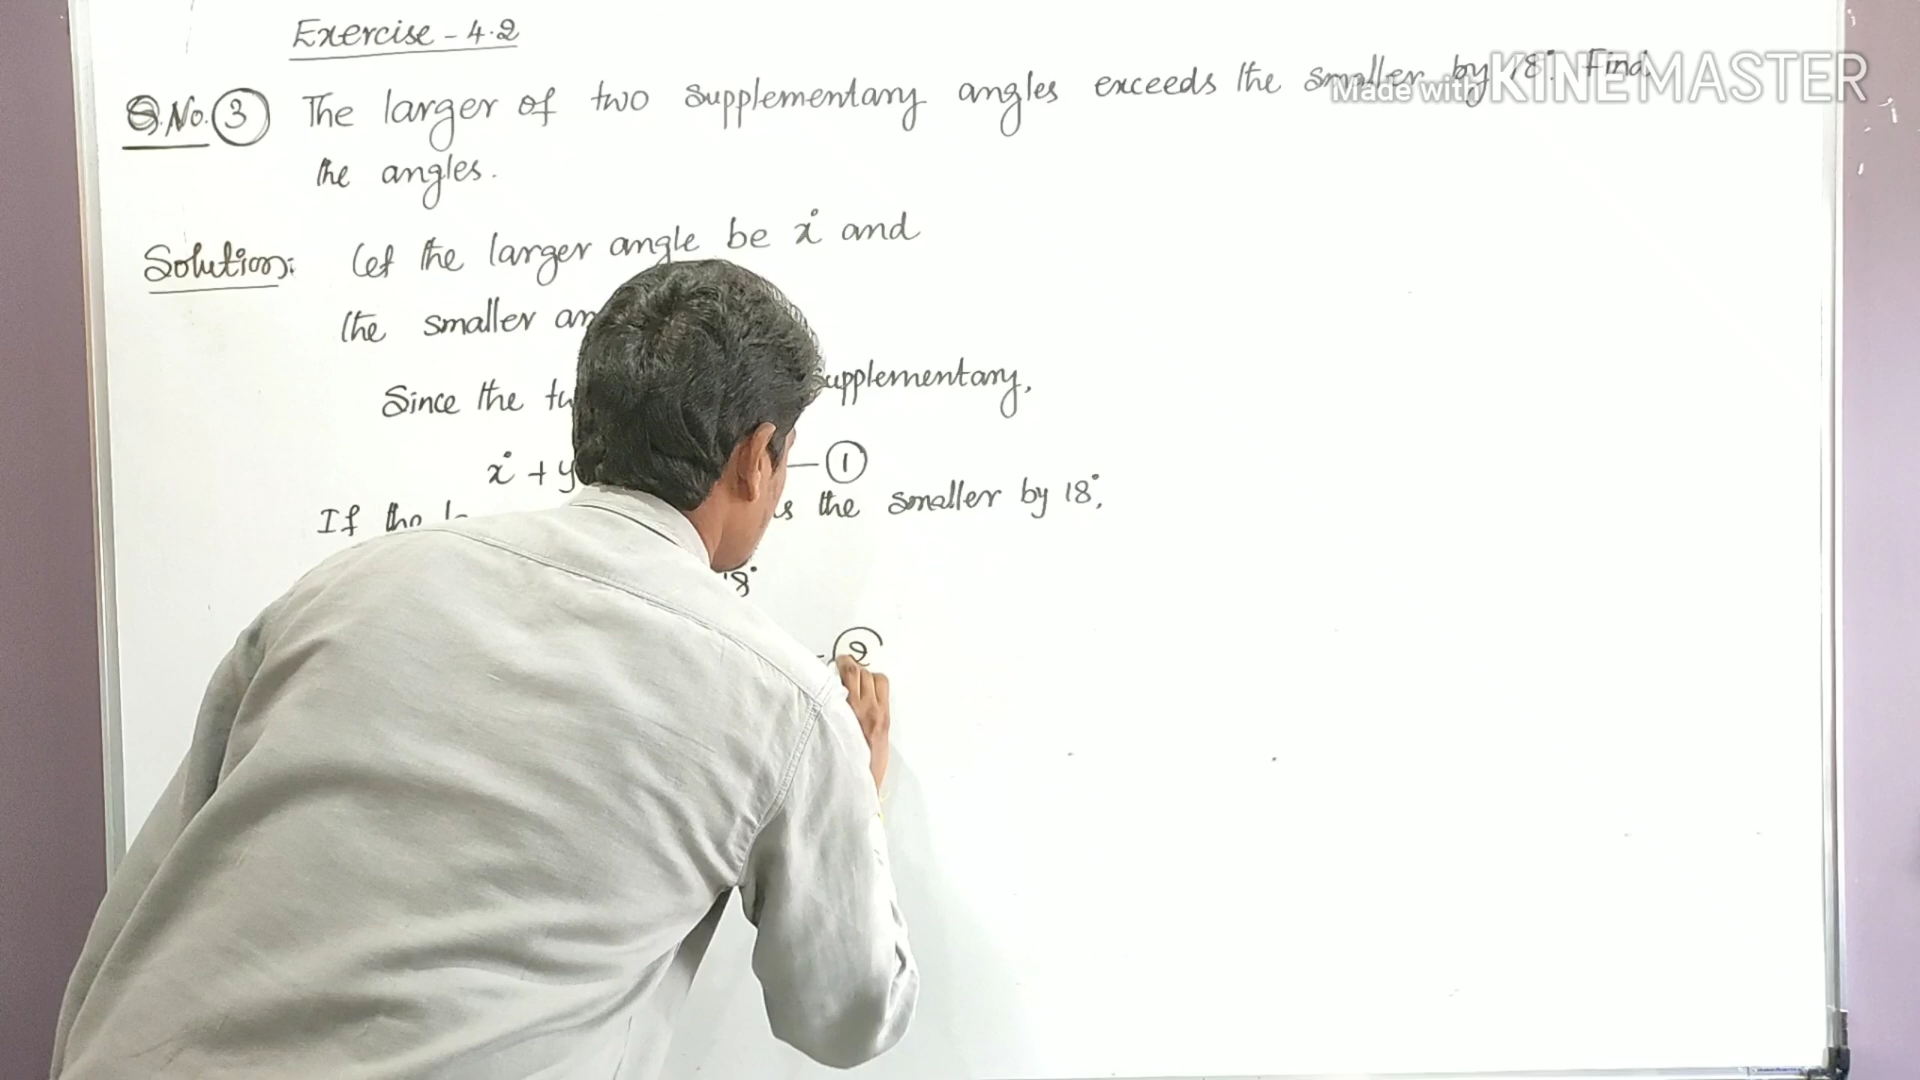 Exercise - 4.2
Q.No. 3 The larger of two supplementary angles exceeds the smaller by 18°. Find
the angles.
Made with KINEMASTER
Solution: Let the larger angle be x° and
the smaller
Since the supplementary,
x° + y — 1
If the the smaller by 18°,
18°
- 2